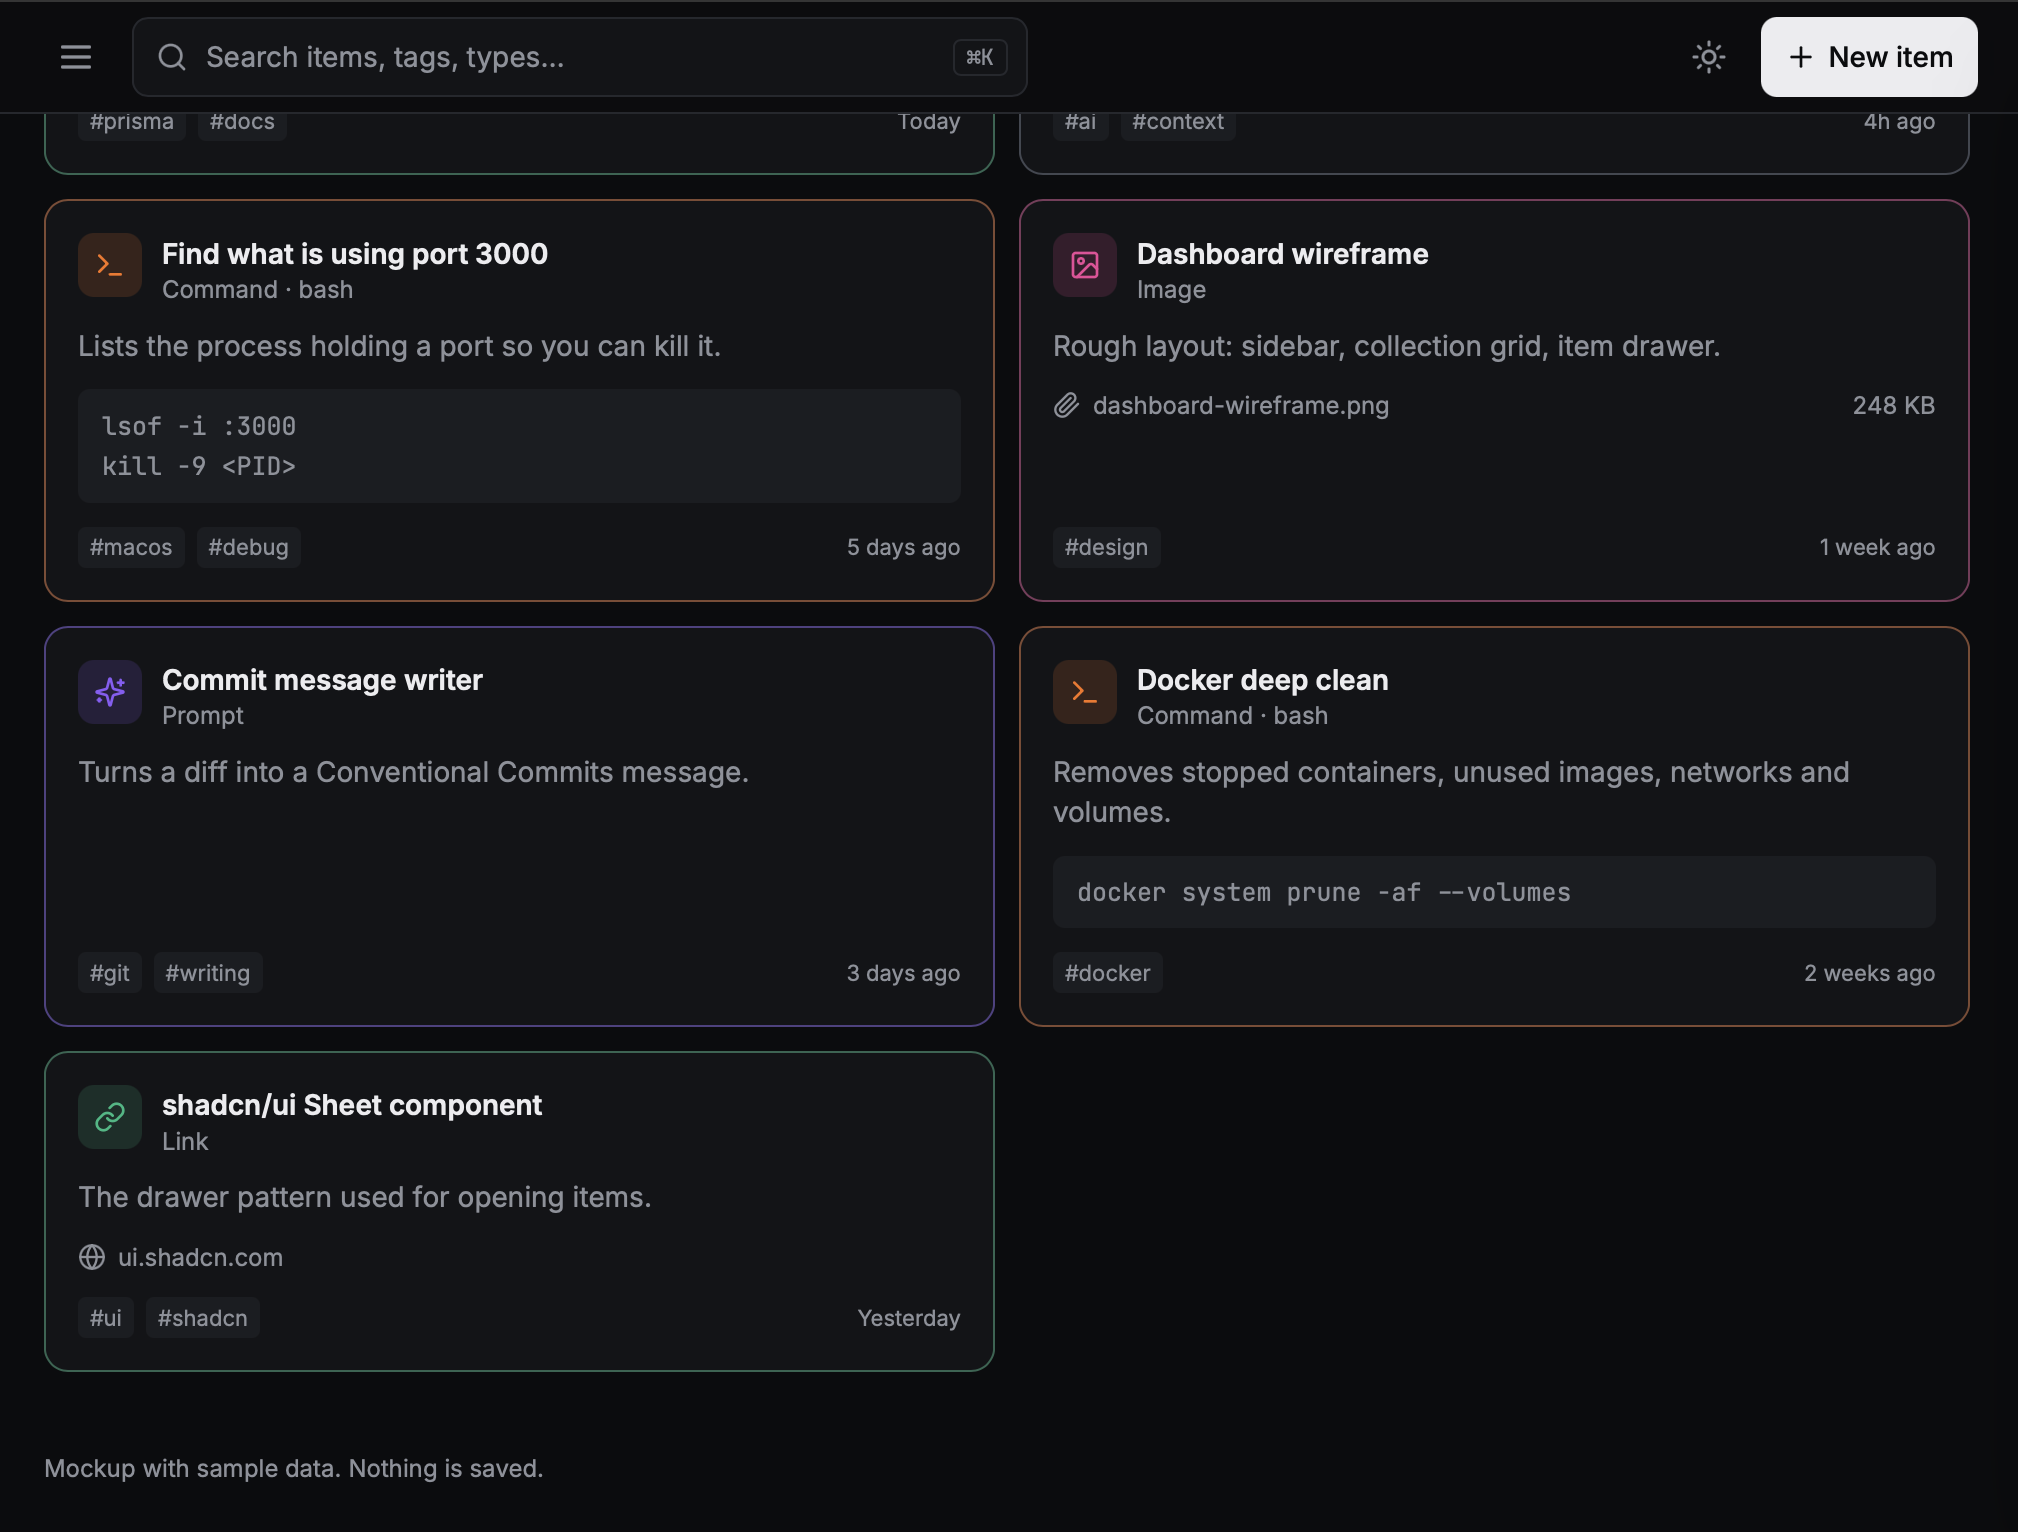 Search items, tags, types...
⌘K
+ New item
#prisma #docs Today
#ai #context 4h ago
Find what is using port 3000
Command · bash
Lists the process holding a port so you can kill it.
lsof -i :3000
kill -9 <PID>
#macos #debug 5 days ago
Dashboard wireframe
Image
Rough layout: sidebar, collection grid, item drawer.
dashboard-wireframe.png 248 KB
#design 1 week ago
Commit message writer
Prompt
Turns a diff into a Conventional Commits message.
#git #writing 3 days ago
Docker deep clean
Command · bash
Removes stopped containers, unused images, networks and
volumes.
docker system prune -af --volumes
#docker 2 weeks ago
shadcn/ui Sheet component
Link
The drawer pattern used for opening items.
ui.shadcn.com
#ui #shadcn Yesterday
Mockup with sample data. Nothing is saved.